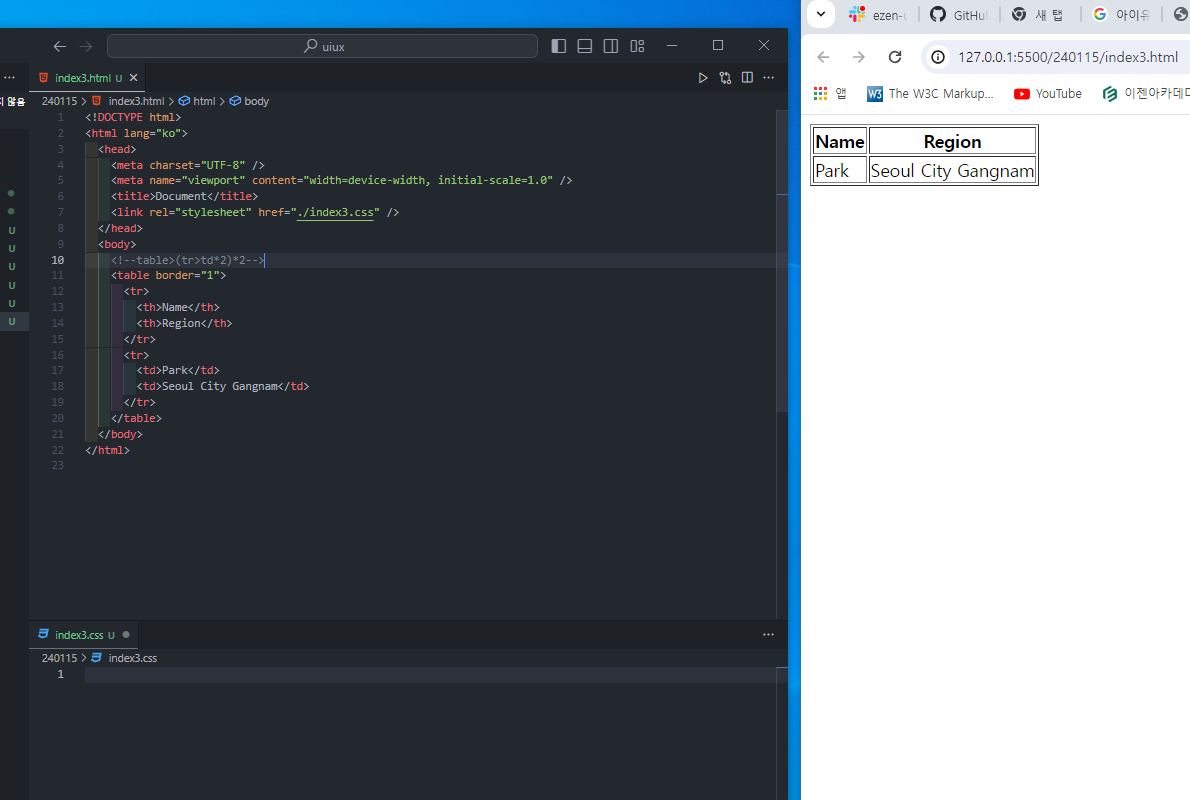 uiux
index3.html U
지 않음
240115 > index3.html > html > body
1 <!DOCTYPE html>
2 <html lang="ko">
3 <head>
4 <meta charset="UTF-8" />
5 <meta name="viewport" content="width=device-width, initial-scale=1.0" />
6 <title>Document</title>
7 <link rel="stylesheet" href="./index3.css" />
8 </head>
9 <body>
10 <!--table>(tr>td*2)*2-->
11 <table border="1">
12 <tr>
13 <th>Name</th>
14 <th>Region</th>
15 </tr>
16 <tr>
17 <td>Park</td>
18 <td>Seoul City Gangnam</td>
19 </tr>
20 </table>
21 </body>
22 </html>
23
U
U
U
U
U
U
index3.css U
240115 > index3.css
1
ezen-u
GitHub
새 탭
아이유
127.0.0.1:5500/240115/index3.html
앱
W3 The W3C Markup...
YouTube
이젠아카데미
Name Region
Park Seoul City Gangnam